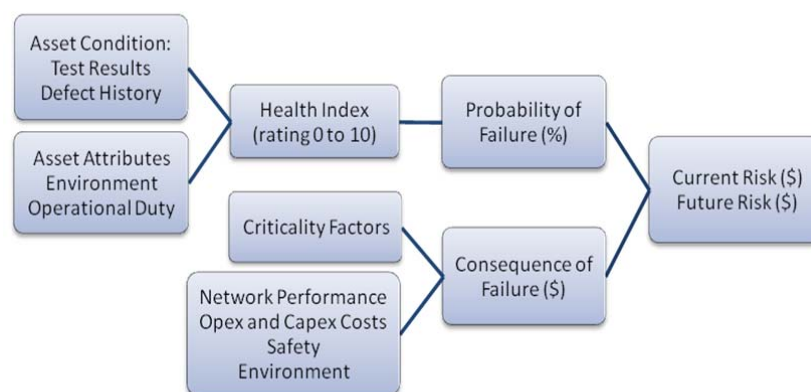 Asset Condition:
Test Results
Defect History
Asset Attributes
Environment
Operational Duty
Health Index
(rating 0 to 10)
Probability of
Failure (%)
Criticality Factors
Network Performance
Opex and Capex Costs
Safety
Environment
Consequence of
Failure ($)
Current Risk ($)
Future Risk ($)